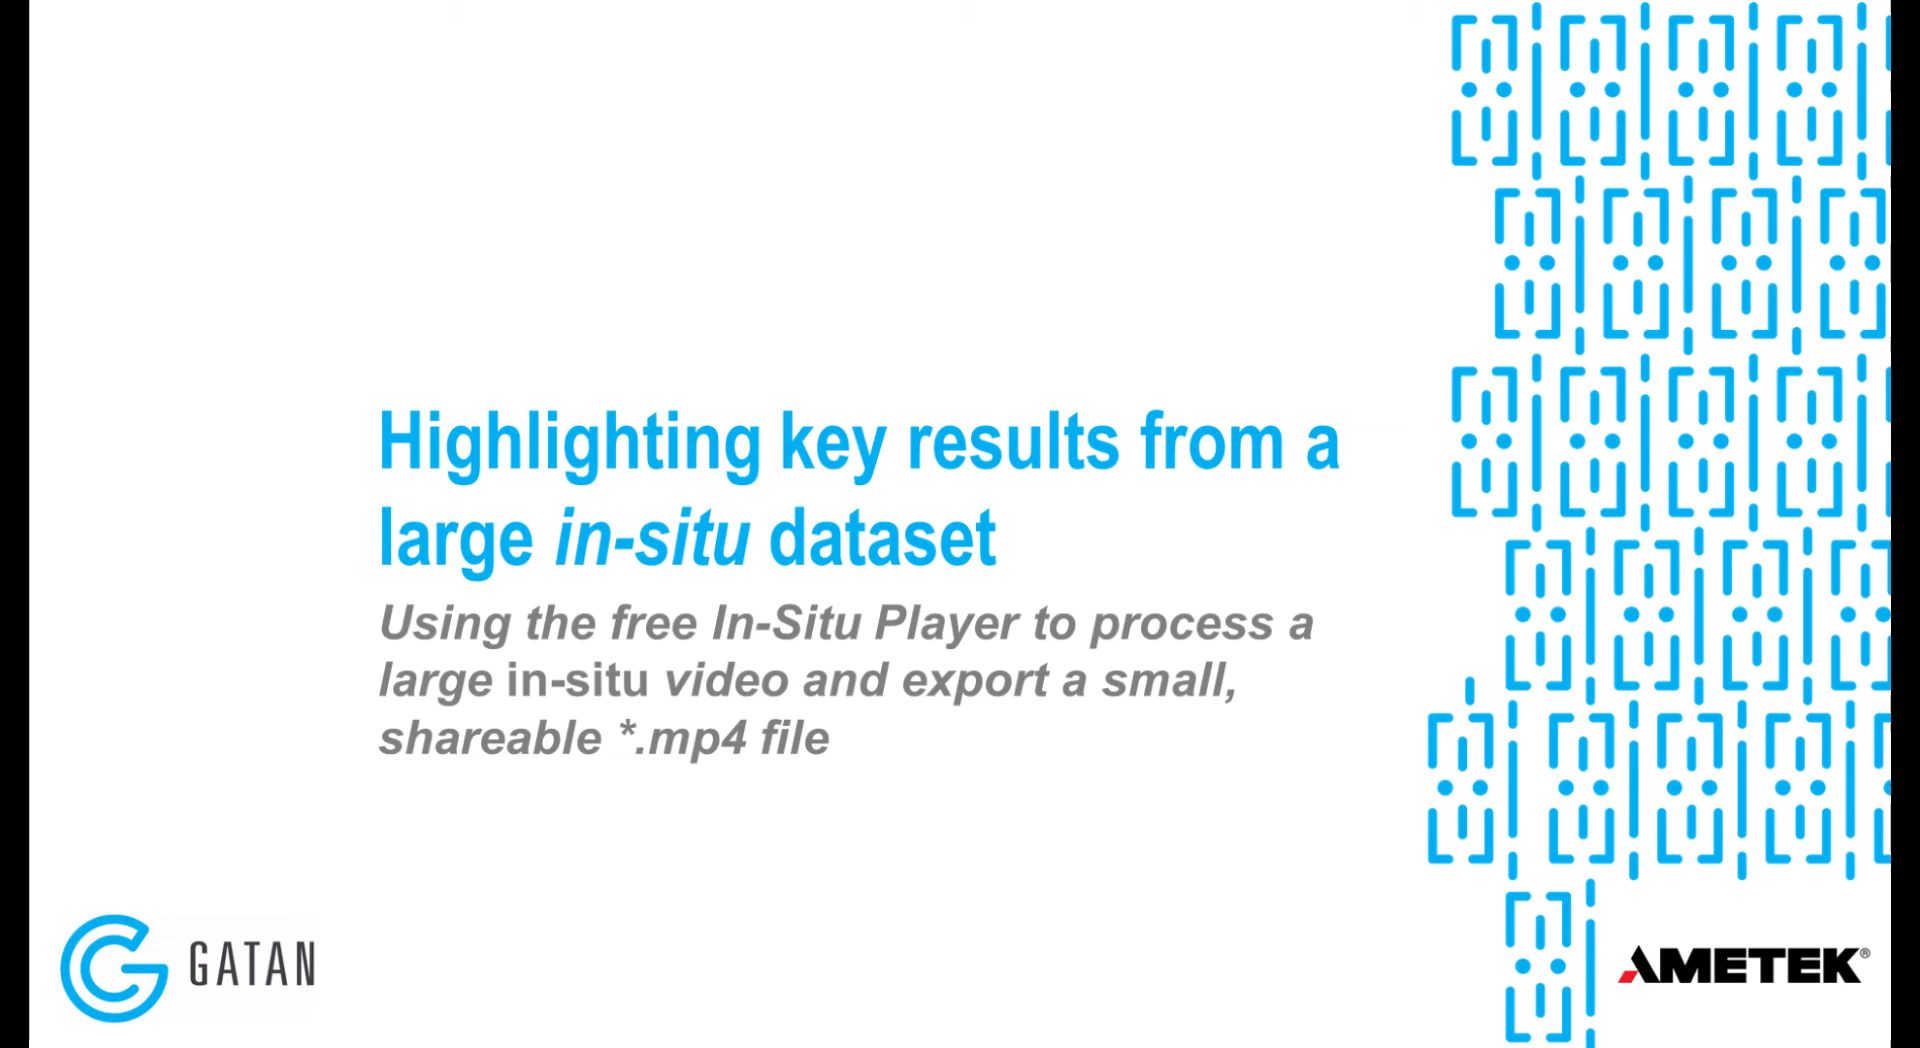 Highlighting key results from a
large in-situ dataset
Using the free In-Situ Player to process a
large in-situ video and export a small,
shareable *.mp4 file
GATAN
AMETEK®